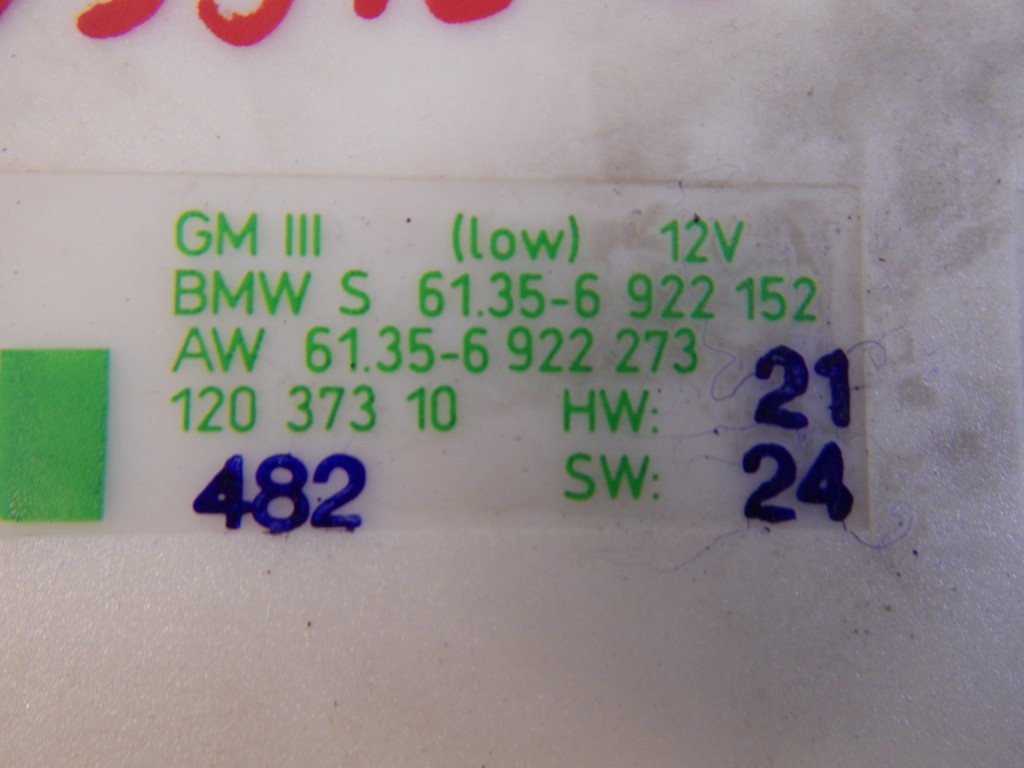 GM III (low) 12V
BMW S 61.35-6 922 152
AW 61.35-6 922 273
120 373 10 HW: 21
482 SW: 24